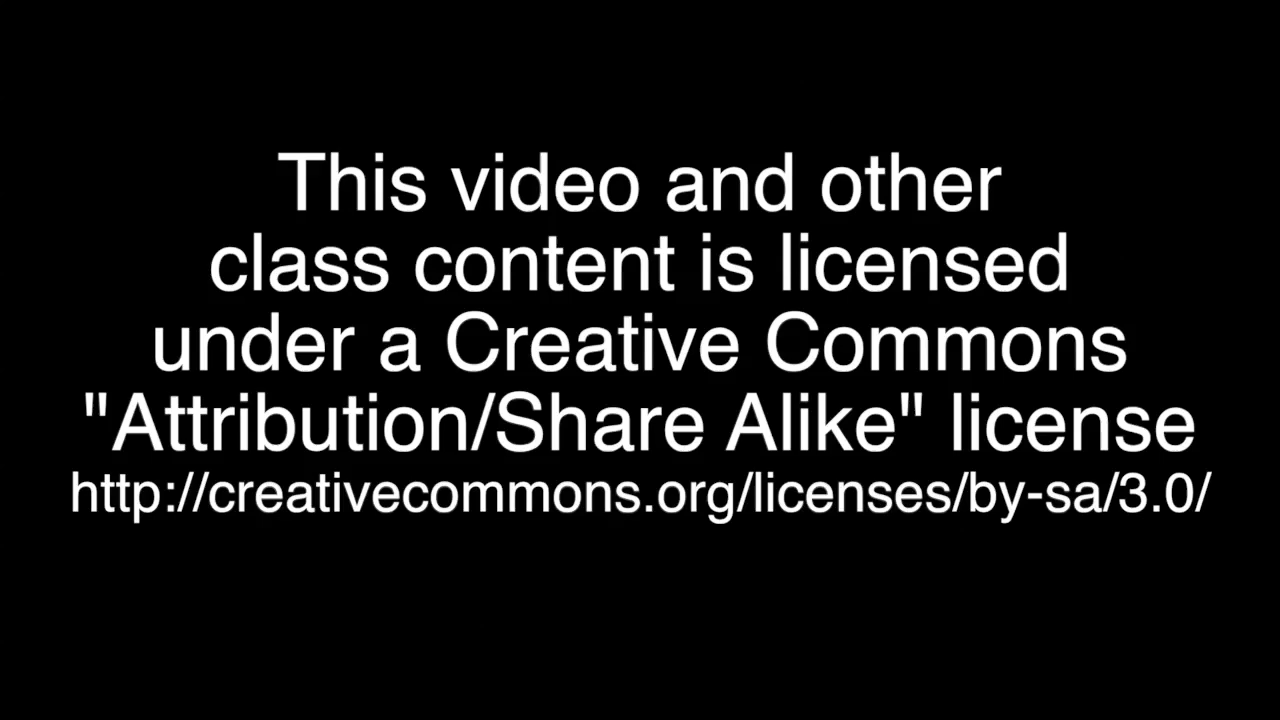 This video and other
class content is licensed
under a Creative Commons
"Attribution/Share Alike" license
http://creativecommons.org/licenses/by-sa/3.0/